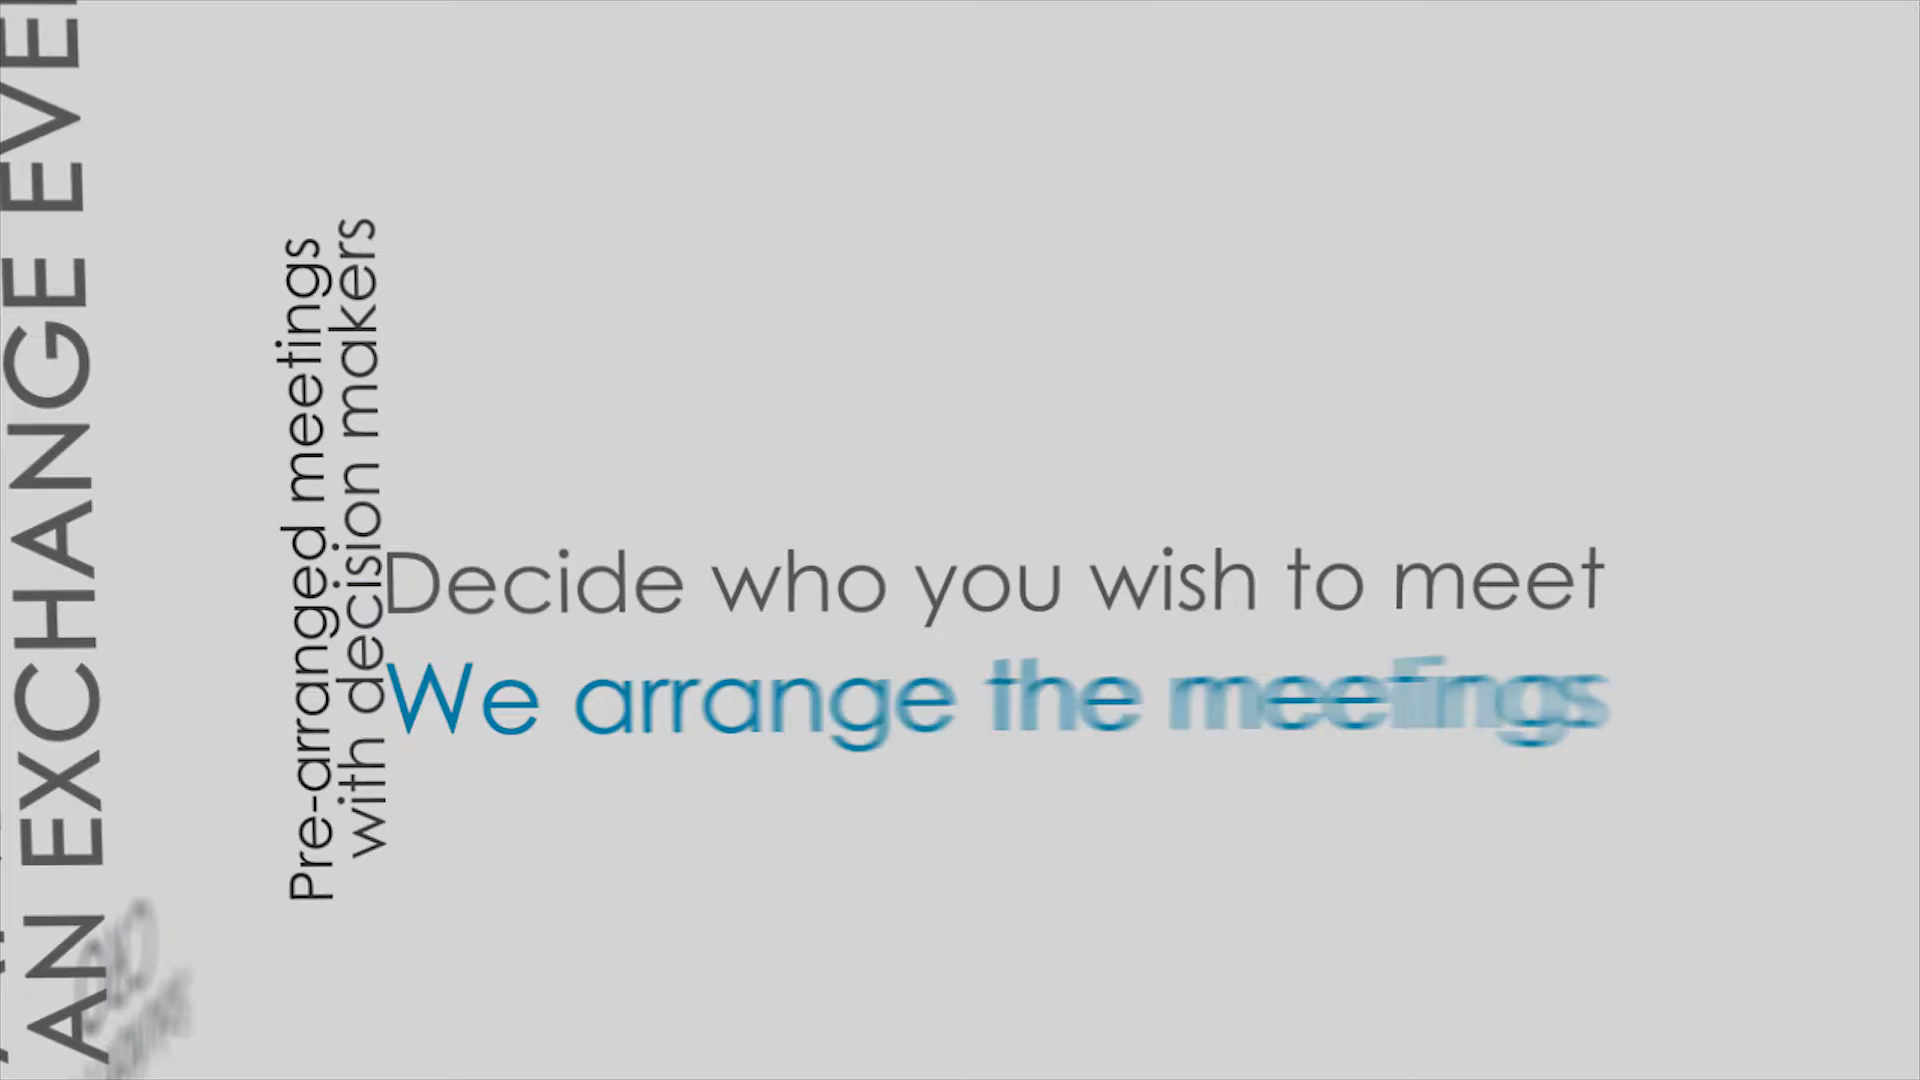 AN EXCHANGE EVE
Pre-arranged meetings
with decision makers
Decide who you wish to meet
We arrange the meetings